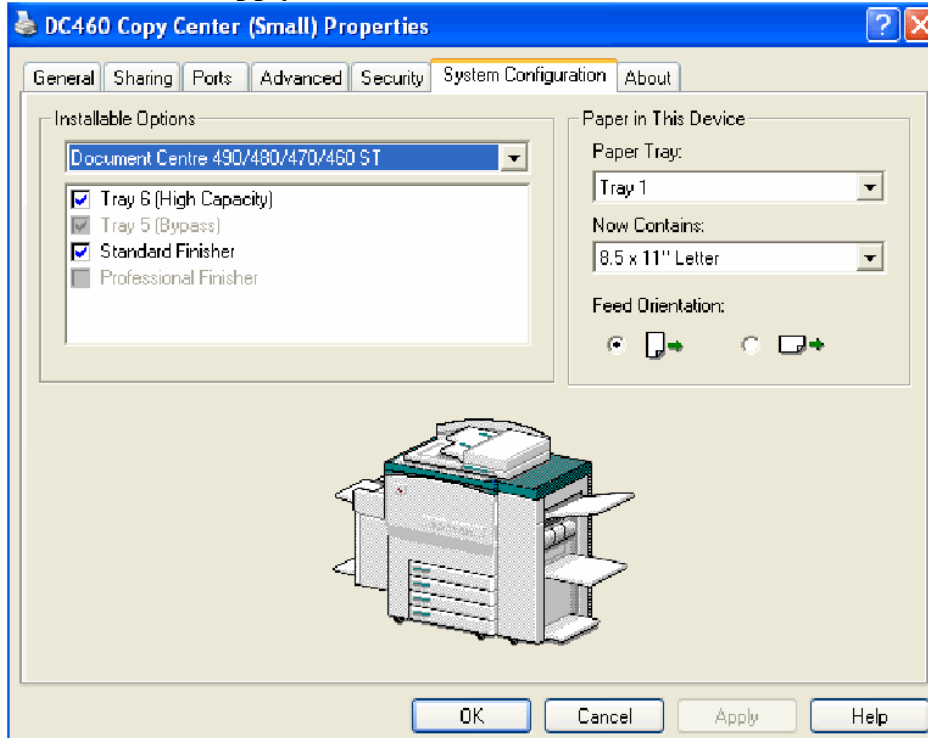 apply
DC460 Copy Center (Small) Properties
General Sharing Ports Advanced Security System Configuration About
Installable Options
Document Centre 490/480/470/460 ST
Tray 6 (High Capacity)
Tray 5 (Bypass)
Standard Finisher
Professional Finisher
Paper in This Device
Paper Tray:
Tray 1
Now Contains:
8.5 x 11" Letter
Feed Orientation:
OK Cancel Apply Help